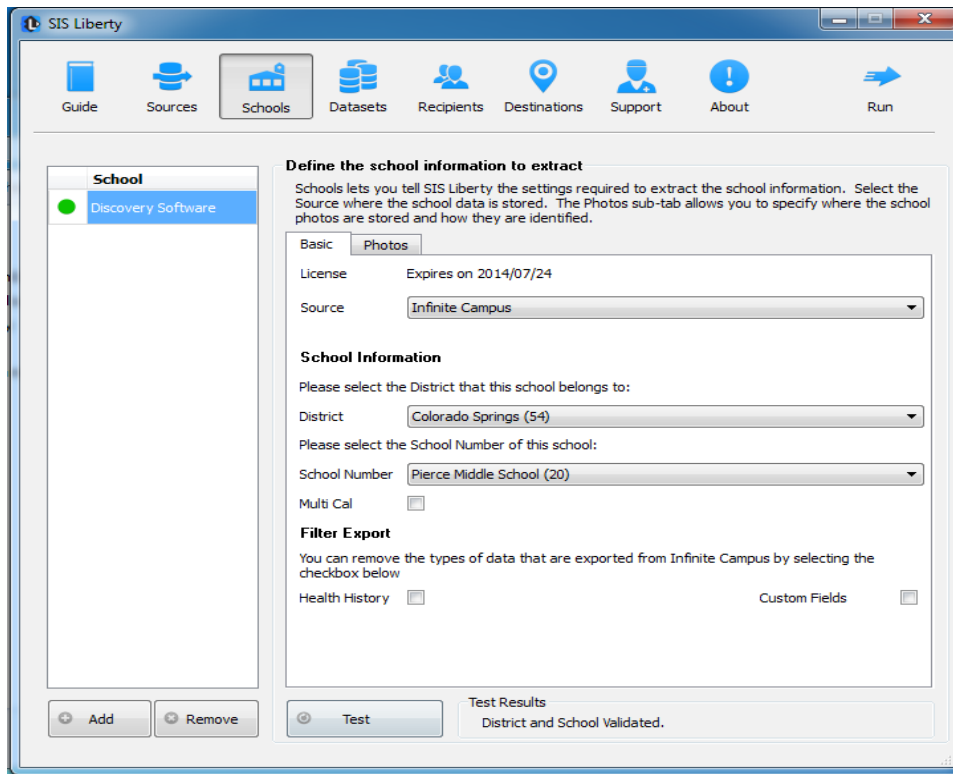 SIS Liberty
Guide Sources Schools Datasets Recipients Destinations Support About Run
School
Discovery Software
Define the school information to extract
Schools lets you tell SIS Liberty the settings required to extract the school information. Select the
Source where the school data is stored. The Photos sub-tab allows you to specify where the school
photos are stored and how they are identified.
Basic Photos
License Expires on 2014/07/24
Source Infinite Campus
School Information
Please select the District that this school belongs to:
District Colorado Springs (54)
Please select the School Number of this school:
School Number Pierce Middle School (20)
Multi Cal
Filter Export
You can remove the types of data that are exported from Infinite Campus by selecting the
checkbox below
Health History Custom Fields
Add Remove
Test
Test Results
District and School Validated.